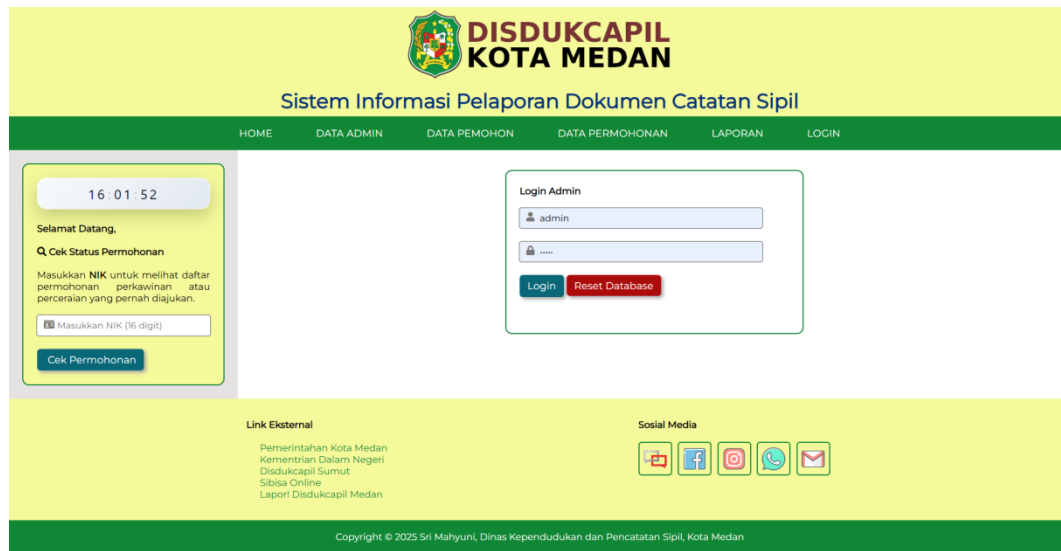 DISDUKCAPIL
KOTA MEDAN
Sistem Informasi Pelaporan Dokumen Catatan Sipil
HOME DATA ADMIN DATA PEMOHON DATA PERMOHONAN LAPORAN LOGIN
16:01:52
Selamat Datang,
Cek Status Permohonan
Masukkan NIK untuk melihat daftar
permohonan perkawinan atau
perceraian yang pernah diajukan.
Masukkan NIK (16 digit)
Cek Permohonan
Login Admin
admin
.....
Login Reset Database
Link Eksternal
Pemerintahan Kota Medan
Kementrian Dalam Negeri
Disdukcapil Sumut
Sibisa Online
Lapor! Disdukcapil Medan
Sosial Media
Copyright © 2025 Sri Mahyuni, Dinas Kependudukan dan Pencatatan Sipil, Kota Medan